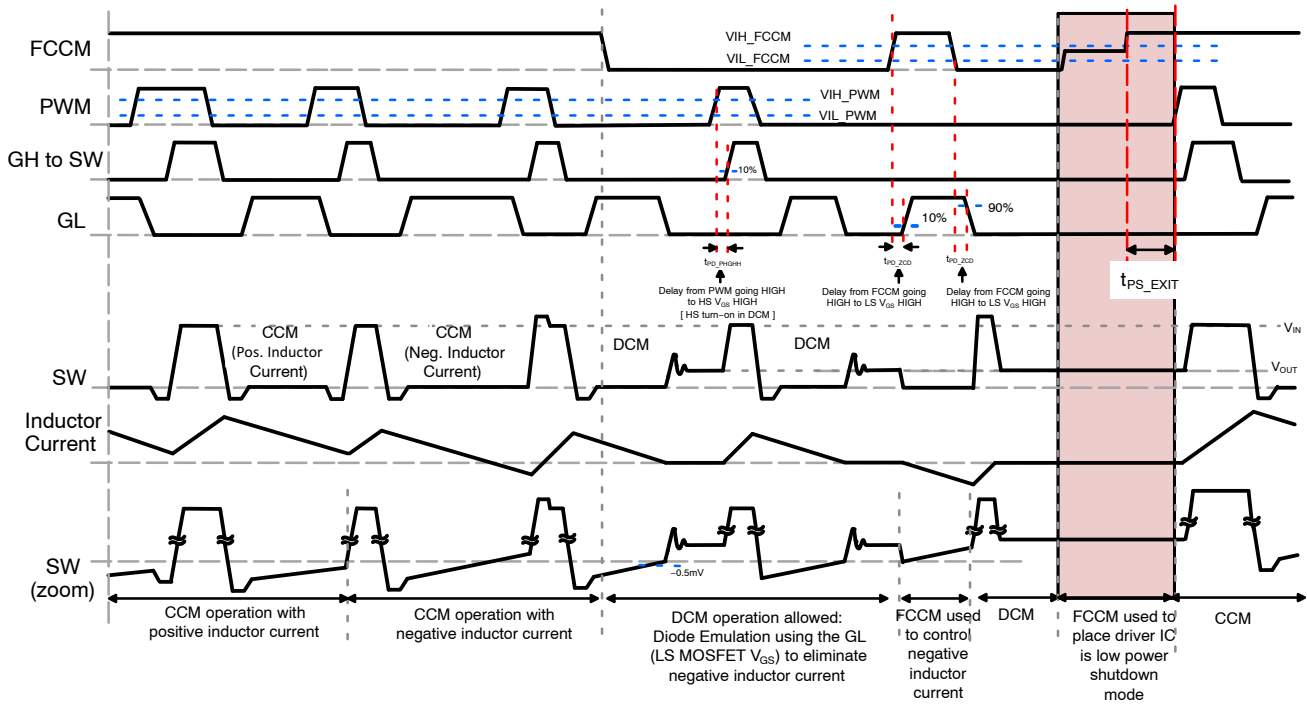 FCCM
VIH_FCCM
VIL_FCCM
PWM
VIH_PWM
VIL_PWM
GH to SW
10%
GL
10%
90%
tPD_PHGHH
tPD_ZCD
tPD_ZCD
tPS_EXIT
Delay from PWM going HIGH
to HS VGS HIGH
[ HS turn-on in DCM ]
Delay from FCCM going
HIGH to LS VGS HIGH
Delay from FCCM going
HIGH to LS VGS HIGH
VIN
CCM
(Pos. Inductor
Current)
CCM
(Neg. Inductor
Current)
DCM
DCM
VOUT
SW
Inductor
Current
SW
(zoom)
-0.5mV
CCM operation with
positive inductor current
CCM operation with
negative inductor current
DCM operation allowed:
Diode Emulation using the GL
(LS MOSFET VGS) to eliminate
negative inductor current
FCCM used
to control
negative
inductor
current
DCM
FCCM used to
place driver IC
is low power
shutdown
mode
CCM